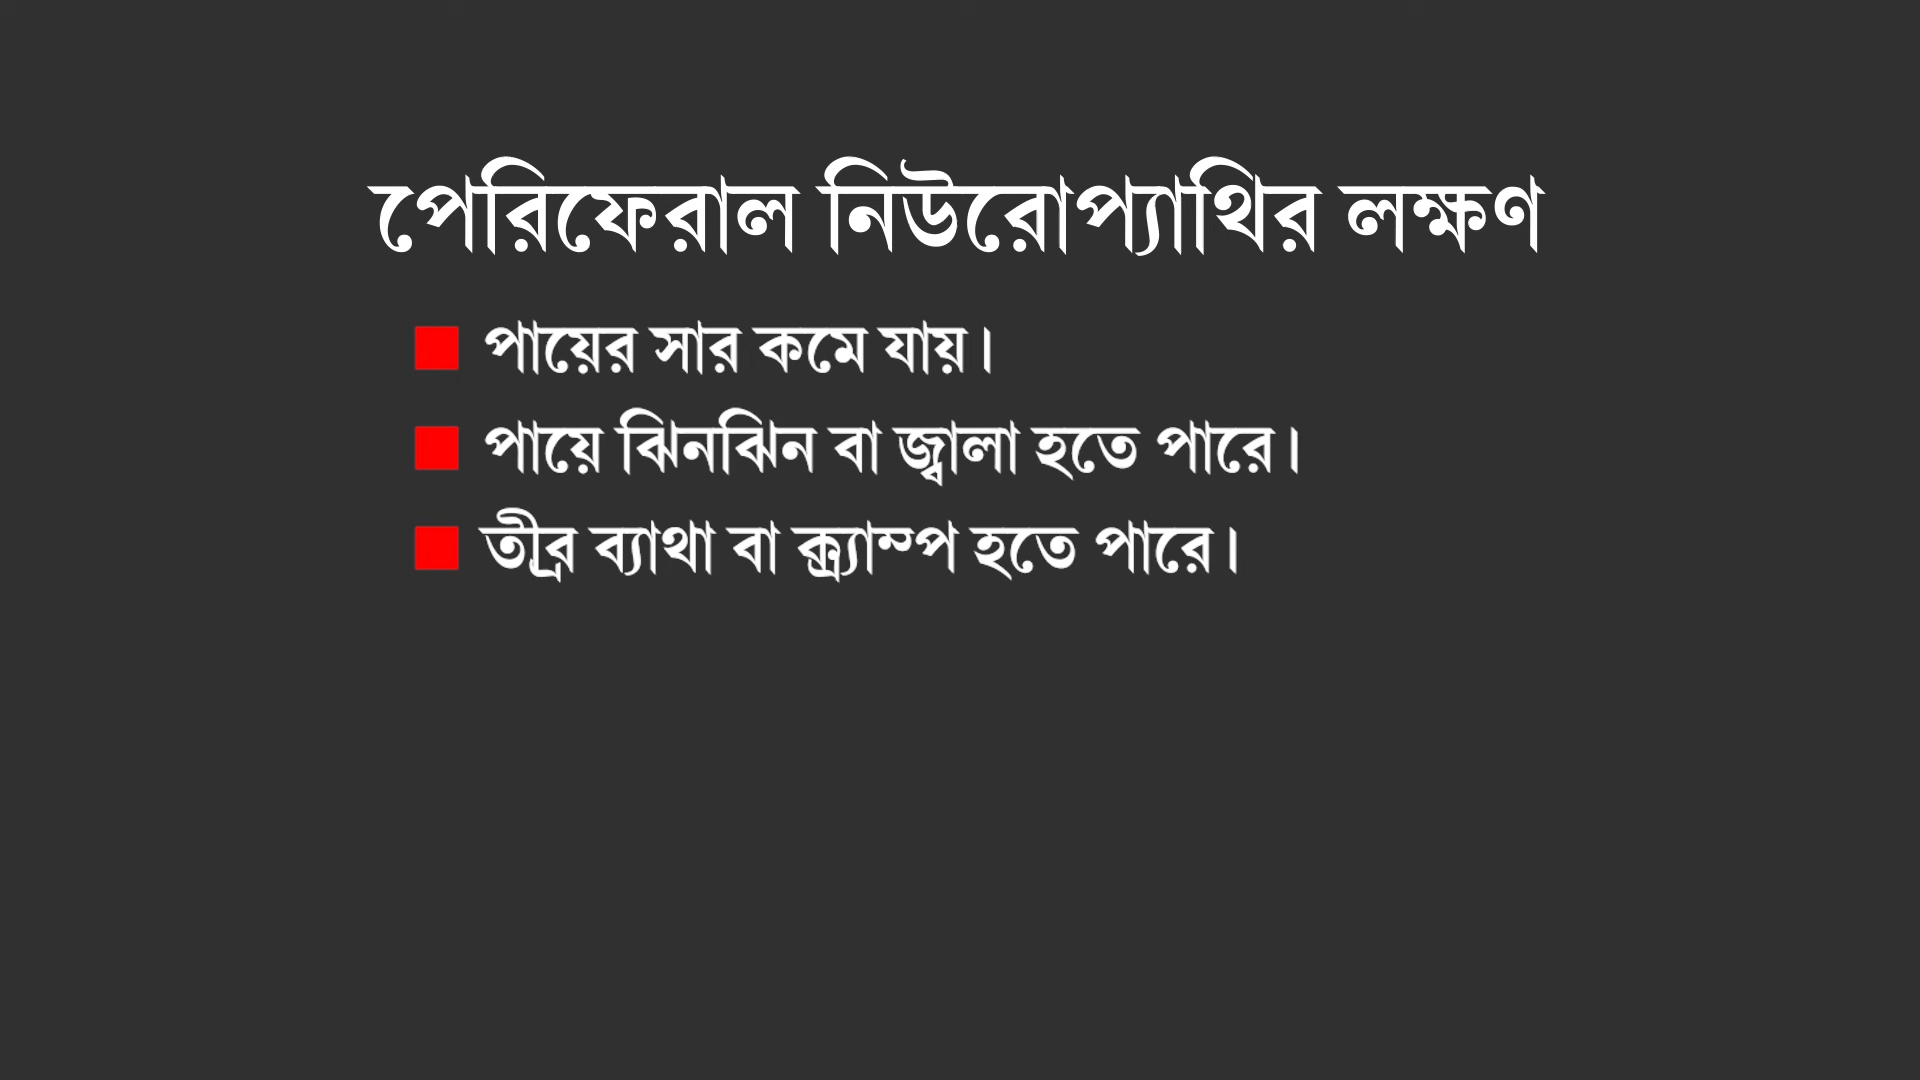 পেরিফেরাল নিউরোপ্যাথির লক্ষণ
পায়ের সার কমে যায়।
পায়ে ঝিনঝিন বা জ্বালা হতে পারে।
তীব্র ব্যাথা বা ক্র্যাম্প হতে পারে।